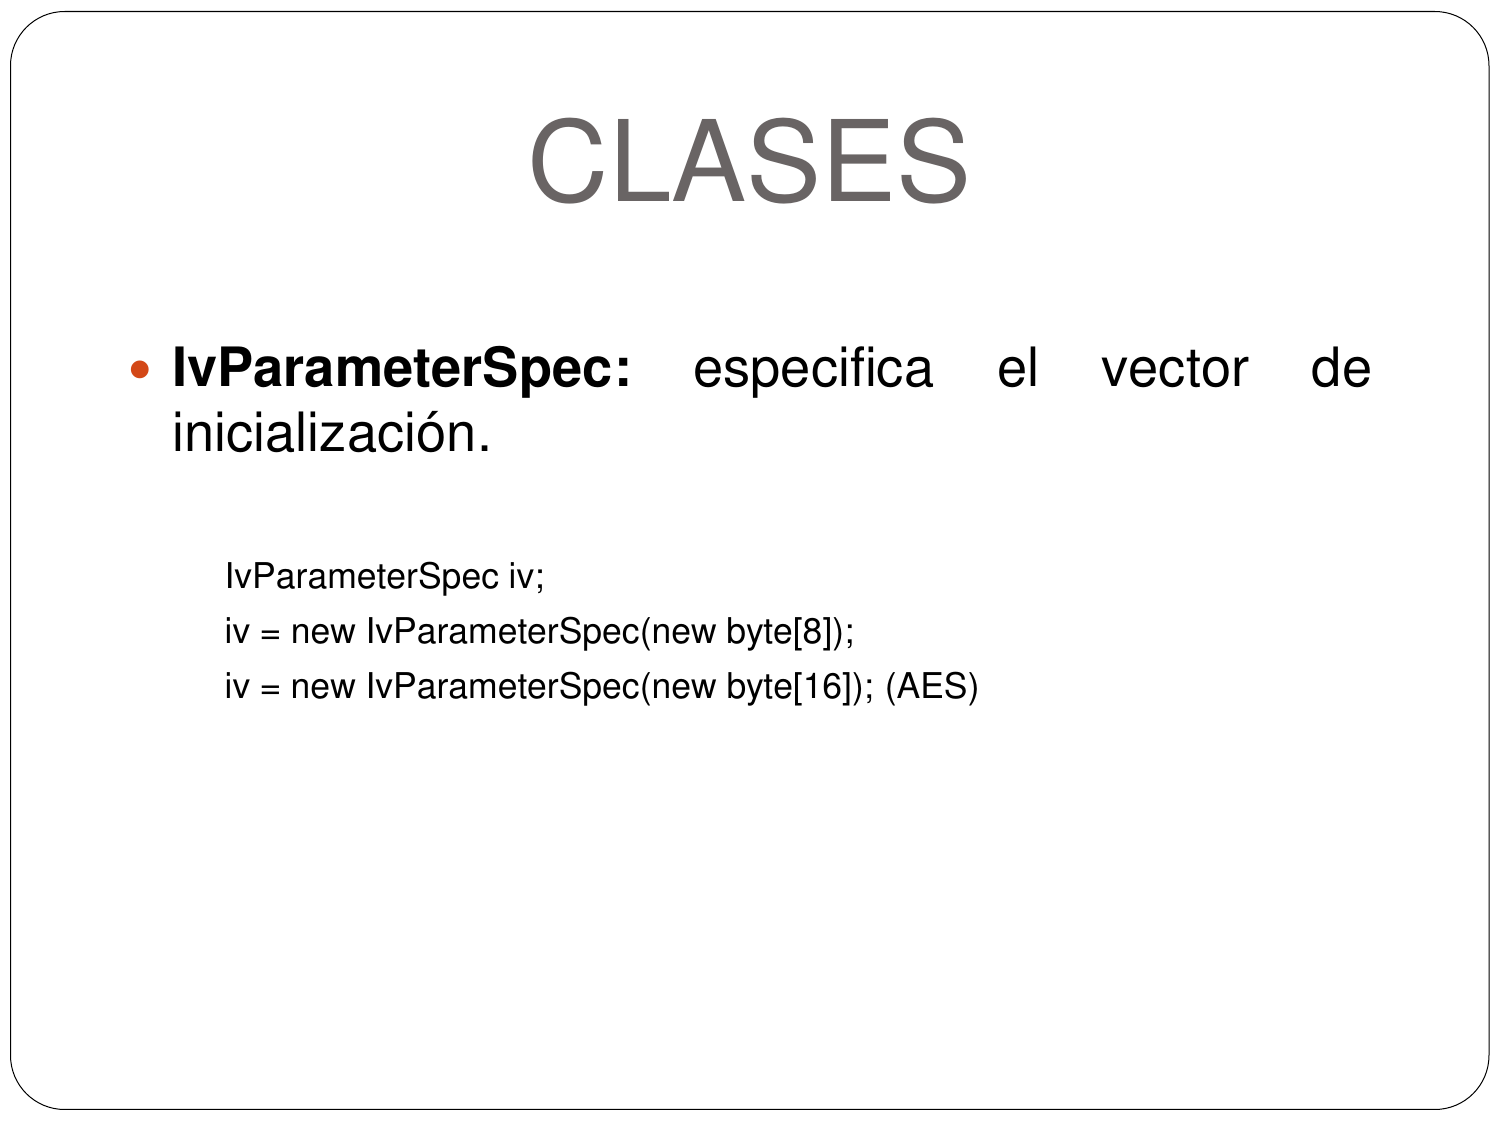 CLASES
IvParameterSpec: especifica el vector de
inicialización.
IvParameterSpec iv;
iv = new IvParameterSpec(new byte[8]);
iv = new IvParameterSpec(new byte[16]); (AES)